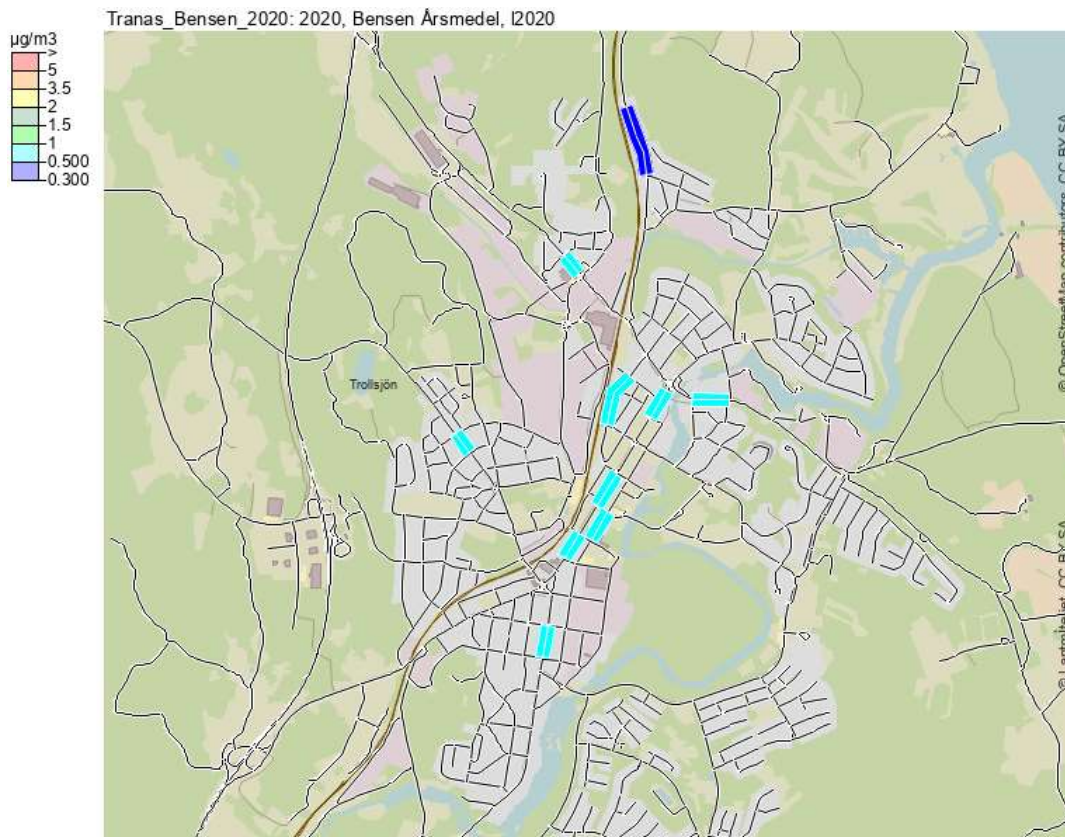 Tranas_Bensen_2020: 2020, Bensen Årsmedel, I2020
µg/m3
>
5
3.5
2
1.5
1
0.500
0.300
Trollsjön
© OpenStreetMap contributors, CC BY SA
© Lantmäteriet, CC BY SA